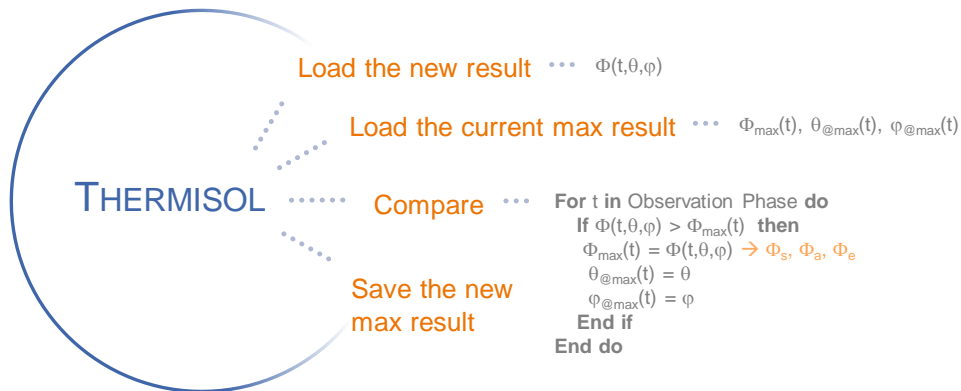 Load the new result ··· Φ(t,θ,φ)
Load the current max result ··· Φmax(t), θ@max(t), φ@max(t)
THERMISOL
Compare ···
For t in Observation Phase do
If Φ(t,θ,φ) > Φmax(t) then
Φmax(t) = Φ(t,θ,φ) → Φs, Φa, Φe
θ@max(t) = θ
φ@max(t) = φ
End if
End do
Save the new
max result